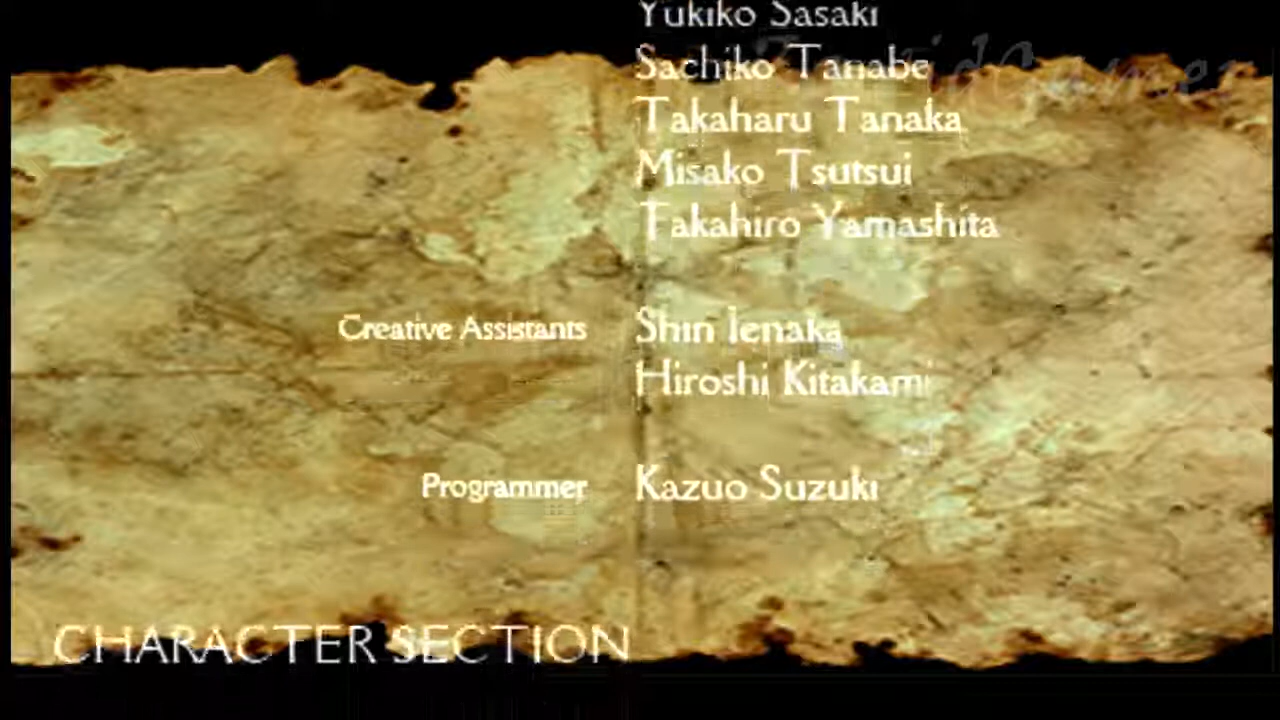 Yukiko Sasaki
Sachiko Tanabe
Takaharu Tanaka
Misako Tsutsui
Takahiro Yamashita
Creative Assistants Shin Ienaka
Hiroshi Kitakami
Programmer Kazuo Suzuki
CHARACTER SECTION